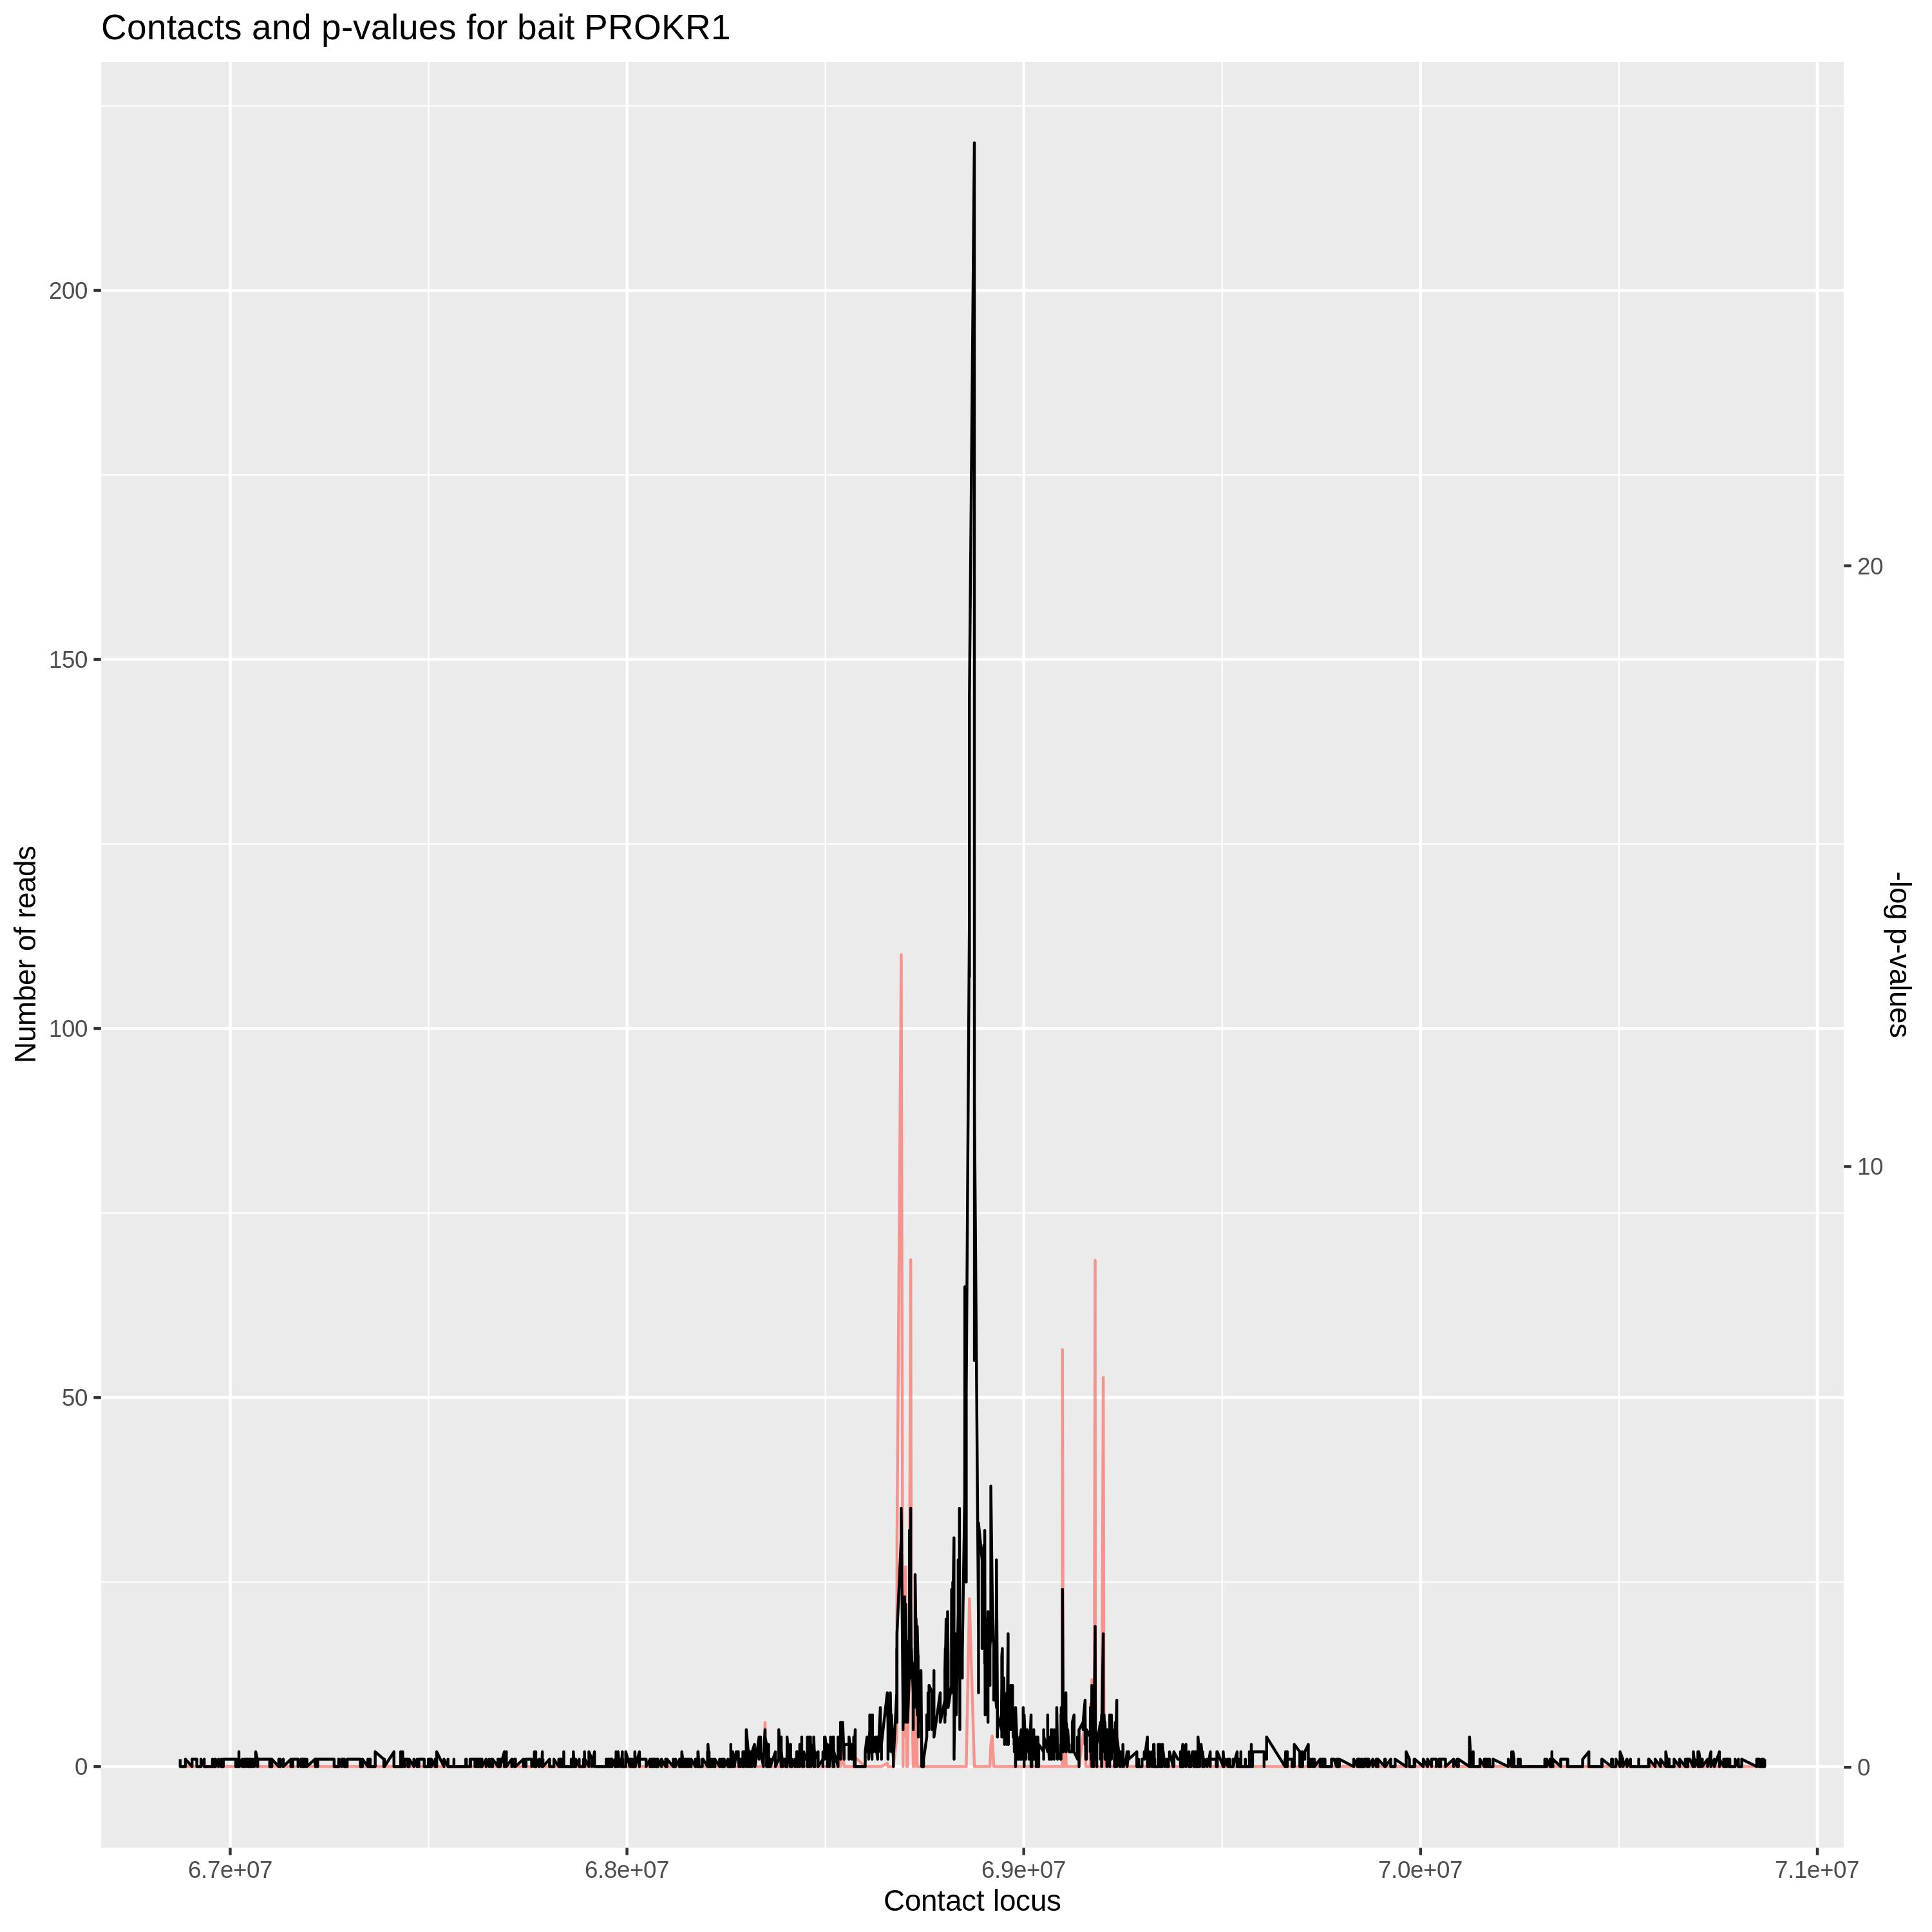 Contacts and p-values for bait PROKR1
Number of reads
200
150
100
50
0
-log p-values
20
10
0
6.7e+07 6.8e+07 6.9e+07 7.0e+07 7.1e+07
Contact locus